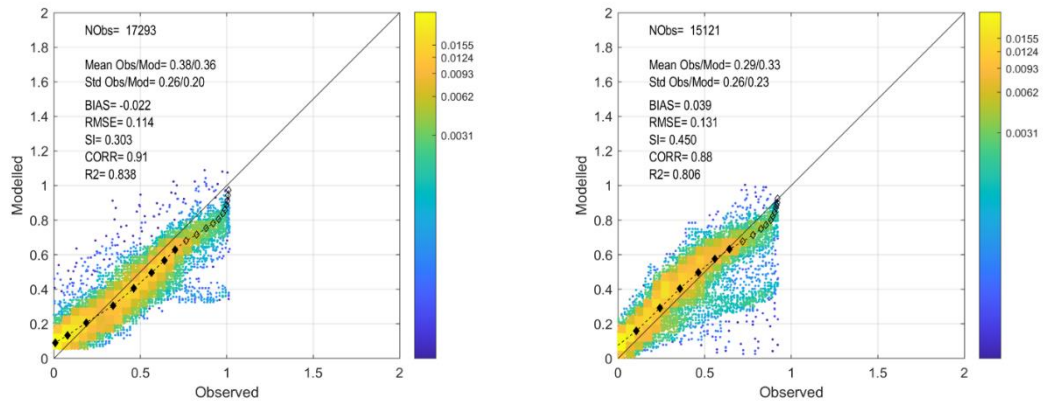 2
1.8
1.6
1.4
1.2
1
0.8
0.6
0.4
0.2
0
Modelled
NObs= 17293
Mean Obs/Mod= 0.38/0.36
Std Obs/Mod= 0.26/0.20
BIAS= -0.022
RMSE= 0.114
SI= 0.303
CORR= 0.91
R2= 0.838
0 0.5 1 1.5 2
Observed
0.0155
0.0124
0.0093
0.0062
0.0031
2
1.8
1.6
1.4
1.2
1
0.8
0.6
0.4
0.2
0
Modelled
NObs= 15121
Mean Obs/Mod= 0.29/0.33
Std Obs/Mod= 0.26/0.23
BIAS= 0.039
RMSE= 0.131
SI= 0.450
CORR= 0.88
R2= 0.806
0 0.5 1 1.5 2
Observed
0.0155
0.0124
0.0093
0.0062
0.0031